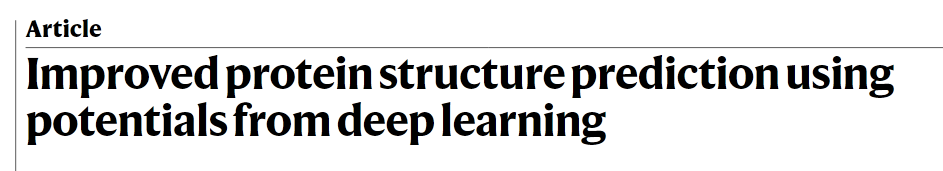 Article
Improved protein structure prediction using
potentials from deep learning